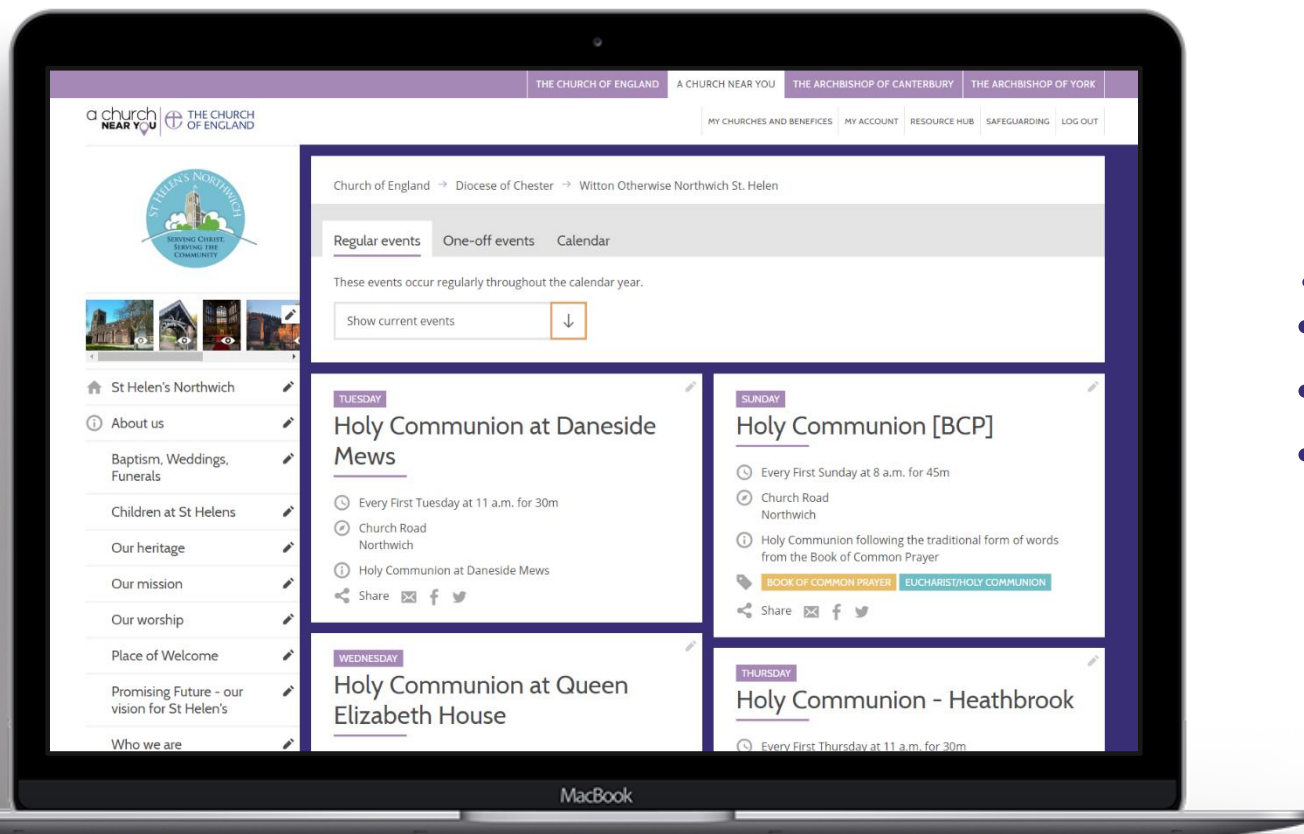 THE CHURCH OF ENGLAND
A CHURCH NEAR YOU
THE ARCHBISHOP OF CANTERBURY
THE ARCHBISHOP OF YORK
a church
NEAR YOU
THE CHURCH
OF ENGLAND
MY CHURCHES AND BENEFICES
MY ACCOUNT
RESOURCE HUB
SAFEGUARDING
LOG OUT
ST HELEN'S NORTHWICH
SERVING CHRIST,
SERVING THE
COMMUNITY
St Helen's Northwich
About us
Baptism, Weddings,
Funerals
Children at St Helens
Our heritage
Our mission
Our worship
Place of Welcome
Promising Future - our
vision for St Helen's
Who we are
Church of England → Diocese of Chester → Witton Otherwise Northwich St. Helen
Regular events
One-off events
Calendar
These events occur regularly throughout the calendar year.
Show current events
TUESDAY
Holy Communion at Daneside
Mews
Every First Tuesday at 11 a.m. for 30m
Church Road
Northwich
Holy Communion at Daneside Mews
Share
WEDNESDAY
Holy Communion at Queen
Elizabeth House
SUNDAY
Holy Communion [BCP]
Every First Sunday at 8 a.m. for 45m
Church Road
Northwich
Holy Communion following the traditional form of words
from the Book of Common Prayer
BOOK OF COMMON PRAYER
EUCHARIST/HOLY COMMUNION
Share
THURSDAY
Holy Communion - Heathbrook
Every First Thursday at 11 a.m. for 30m
MacBook